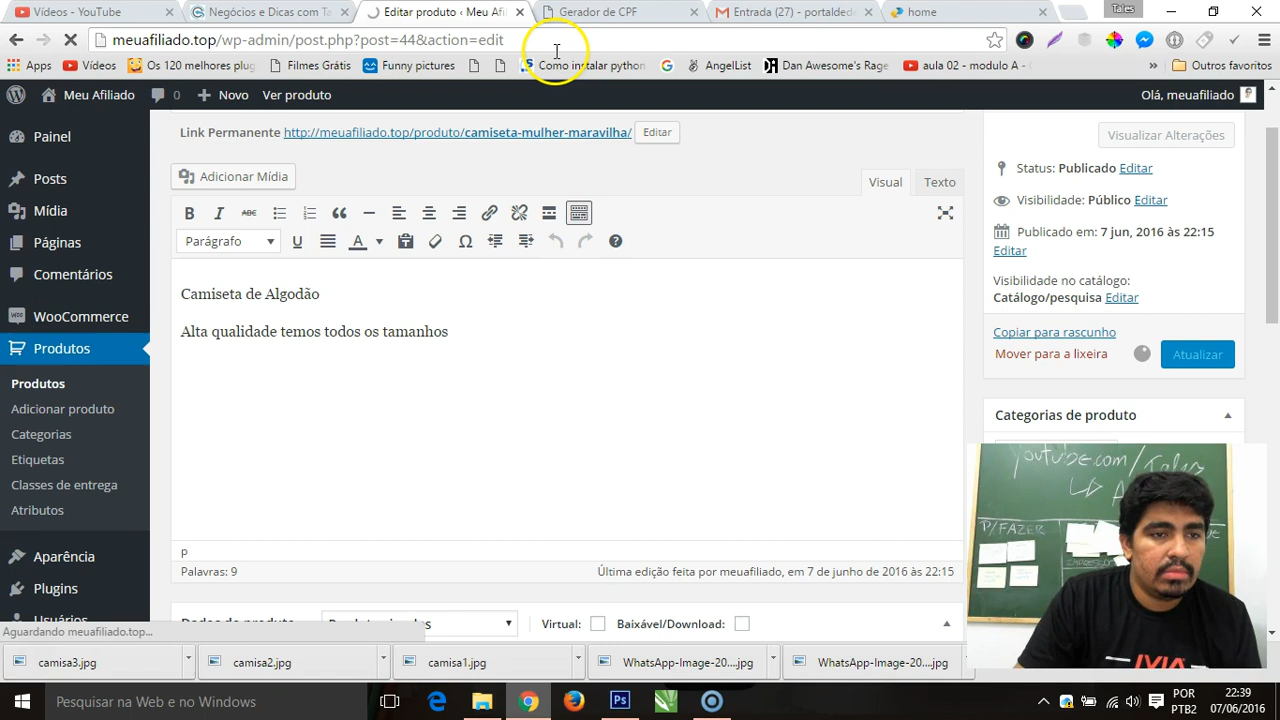 Vídeos - YouTube
Negócios e Dicas com Ta
Editar produto ‹ Meu Afil
Gerador de CPF
Entrada (27) - portaldede
home
Tales
meuafiliado.top/wp-admin/post.php?post=44&action=edit
Apps
Vídeos
Os 120 melhores plug
Projeto Línguas Grátis
Funny pictures
Como instalar python
AngelList
Dan Awesome's Rage
aula 02 - modulo A -
»
Outros favoritos
Meu Afiliado
0
Novo
Ver produto
Olá, meuafiliado
Painel
Posts
Mídia
Páginas
Comentários
WooCommerce
Produtos
Produtos
Adicionar produto
Categorias
Etiquetas
Classes de entrega
Atributos
Aparência
Plugins
Usuários
Link Permanente http://meuafiliado.top/produto/camiseta-mulher-maravilha/ Editar
Adicionar Mídia
Visual
Texto
Parágrafo
Camiseta de Algodão
Alta qualidade temos todos os tamanhos
p
Palavras: 9
Última edição feita por meuafiliado, em 7 de junho de 2016 às 22:15
Virtual:
Baixável/Download:
Visualizar Alterações
Status: Publicado Editar
Visibilidade: Público Editar
Publicado em: 7 jun, 2016 às 22:15
Editar
Visibilidade no catálogo:
Catálogo/pesquisa Editar
Copiar para rascunho
Mover para a lixeira
Atualizar
Categorias de produto
youtube.com/Tales
P/FAZER
Aguardando meuafiliado.top...
camisa3.jpg
camisa2.jpg
camisa1.jpg
WhatsApp-Image-20....jpg
WhatsApp-Image-20....jpg
Pesquisar na Web e no Windows
POR
PTB2
22:39
07/06/2016